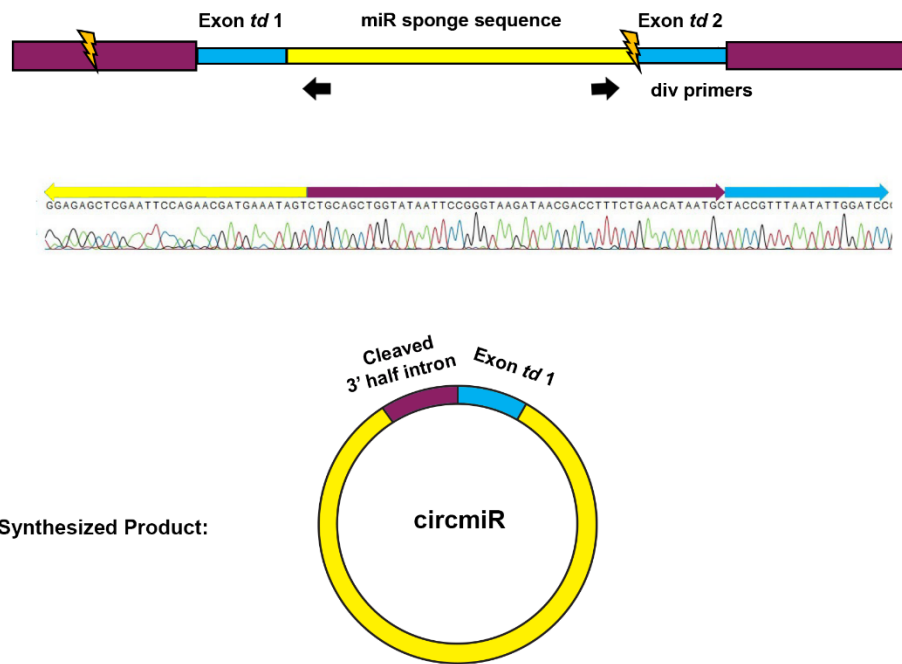 Exon td 1 miR sponge sequence Exon td 2
div primers
GGAGAGCTCGAATTCCAGAACGATGAAATAGTCTGCAGCTGGTATAATTCCGGGTAAGATAACGACCTTTCTGAACATAATGCTACCGTTTAATATTGGATCC
Cleaved
3' half intron
Exon td 1
Synthesized Product:
circmiR